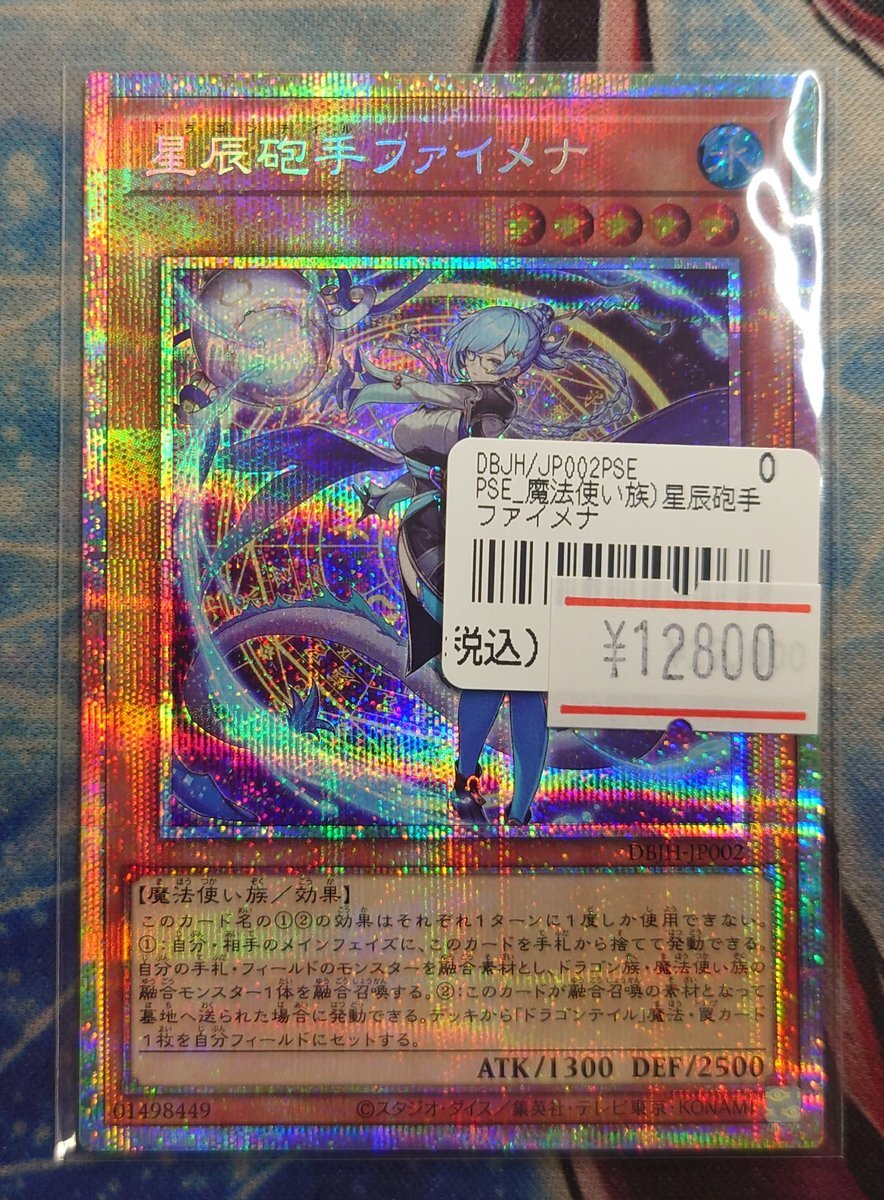 ドラゴンテイル
星辰砲手ファイメナ
水
DBJH/JP002PSE 0
PSE_魔法使い族)星辰砲手
ファイメナ
税込)
¥12800
DBJH-JP002
【魔法使い族/効果】
このカード名の①②の効果はそれぞれ1ターンに1度しか使用できない。
①:自分・相手のメインフェイズに、このカードを手札から捨てて発動できる。
自分の手札・フィールドのモンスターを融合素材とし、ドラゴン族・魔法使い族の
融合モンスター1体を融合召喚する。②:このカードが融合召喚の素材となって
墓地へ送られた場合に発動できる。デッキから「ドラゴンテイル」魔法・罠カード
1枚を自分フィールドにセットする。
ATK/1300 DEF/2500
01498449
©スタジオ・ダイス/集英社・テレビ東京・KONAMI